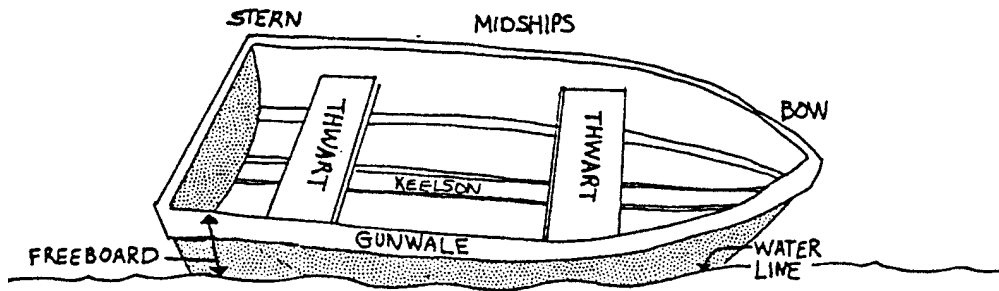 STERN
MIDSHIPS
BOW
THWART
THWART
KEELSON
GUNWALE
FREEBOARD
WATER
LINE